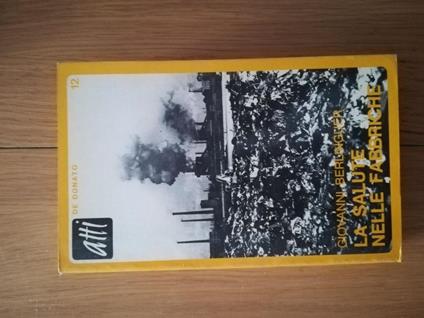 12
DE DONATO
atti
GIOVANNI BERLINGUER
LA SALUTE
NELLE FABBRICHE